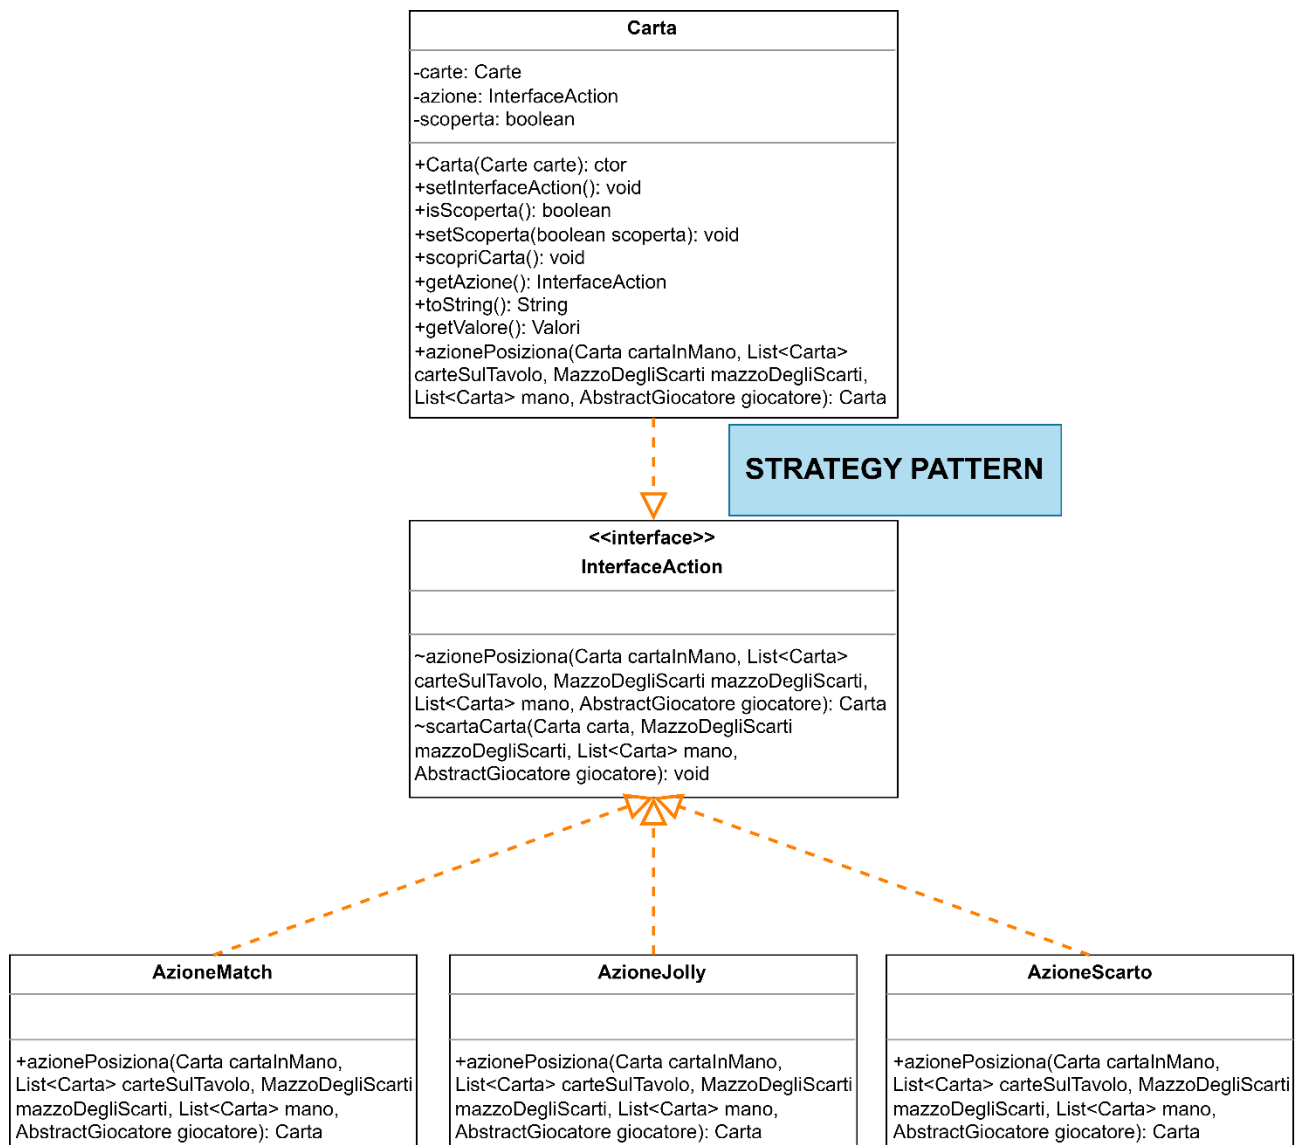 Carta
-carte: Carte
-azione: InterfaceAction
-scoperta: boolean
+Carta(Carte carte): ctor
+setInterfaceAction(): void
+isScoperta(): boolean
+setScoperta(boolean scoperta): void
+scopriCarta(): void
+getAzione(): InterfaceAction
+toString(): String
+getValore(): Valori
+azionePosiziona(Carta cartaInMano, List<Carta>
carteSulTavolo, MazzoDegliScarti mazzoDegliScarti,
List<Carta> mano, AbstractGiocatore giocatore): Carta
STRATEGY PATTERN
<<interface>>
InterfaceAction
~azionePosiziona(Carta cartaInMano, List<Carta>
carteSulTavolo, MazzoDegliScarti mazzoDegliScarti,
List<Carta> mano, AbstractGiocatore giocatore): Carta
~scartaCarta(Carta carta, MazzoDegliScarti
mazzoDegliScarti, List<Carta> mano,
AbstractGiocatore giocatore): void
AzioneMatch
+azionePosiziona(Carta cartaInMano,
List<Carta> carteSulTavolo, MazzoDegliScarti
mazzoDegliScarti, List<Carta> mano,
AbstractGiocatore giocatore): Carta
AzioneJolly
+azionePosiziona(Carta cartaInMano,
List<Carta> carteSulTavolo, MazzoDegliScarti
mazzoDegliScarti, List<Carta> mano,
AbstractGiocatore giocatore): Carta
AzioneScarto
+azionePosiziona(Carta cartaInMano,
List<Carta> carteSulTavolo, MazzoDegliScarti
mazzoDegliScarti, List<Carta> mano,
AbstractGiocatore giocatore): Carta